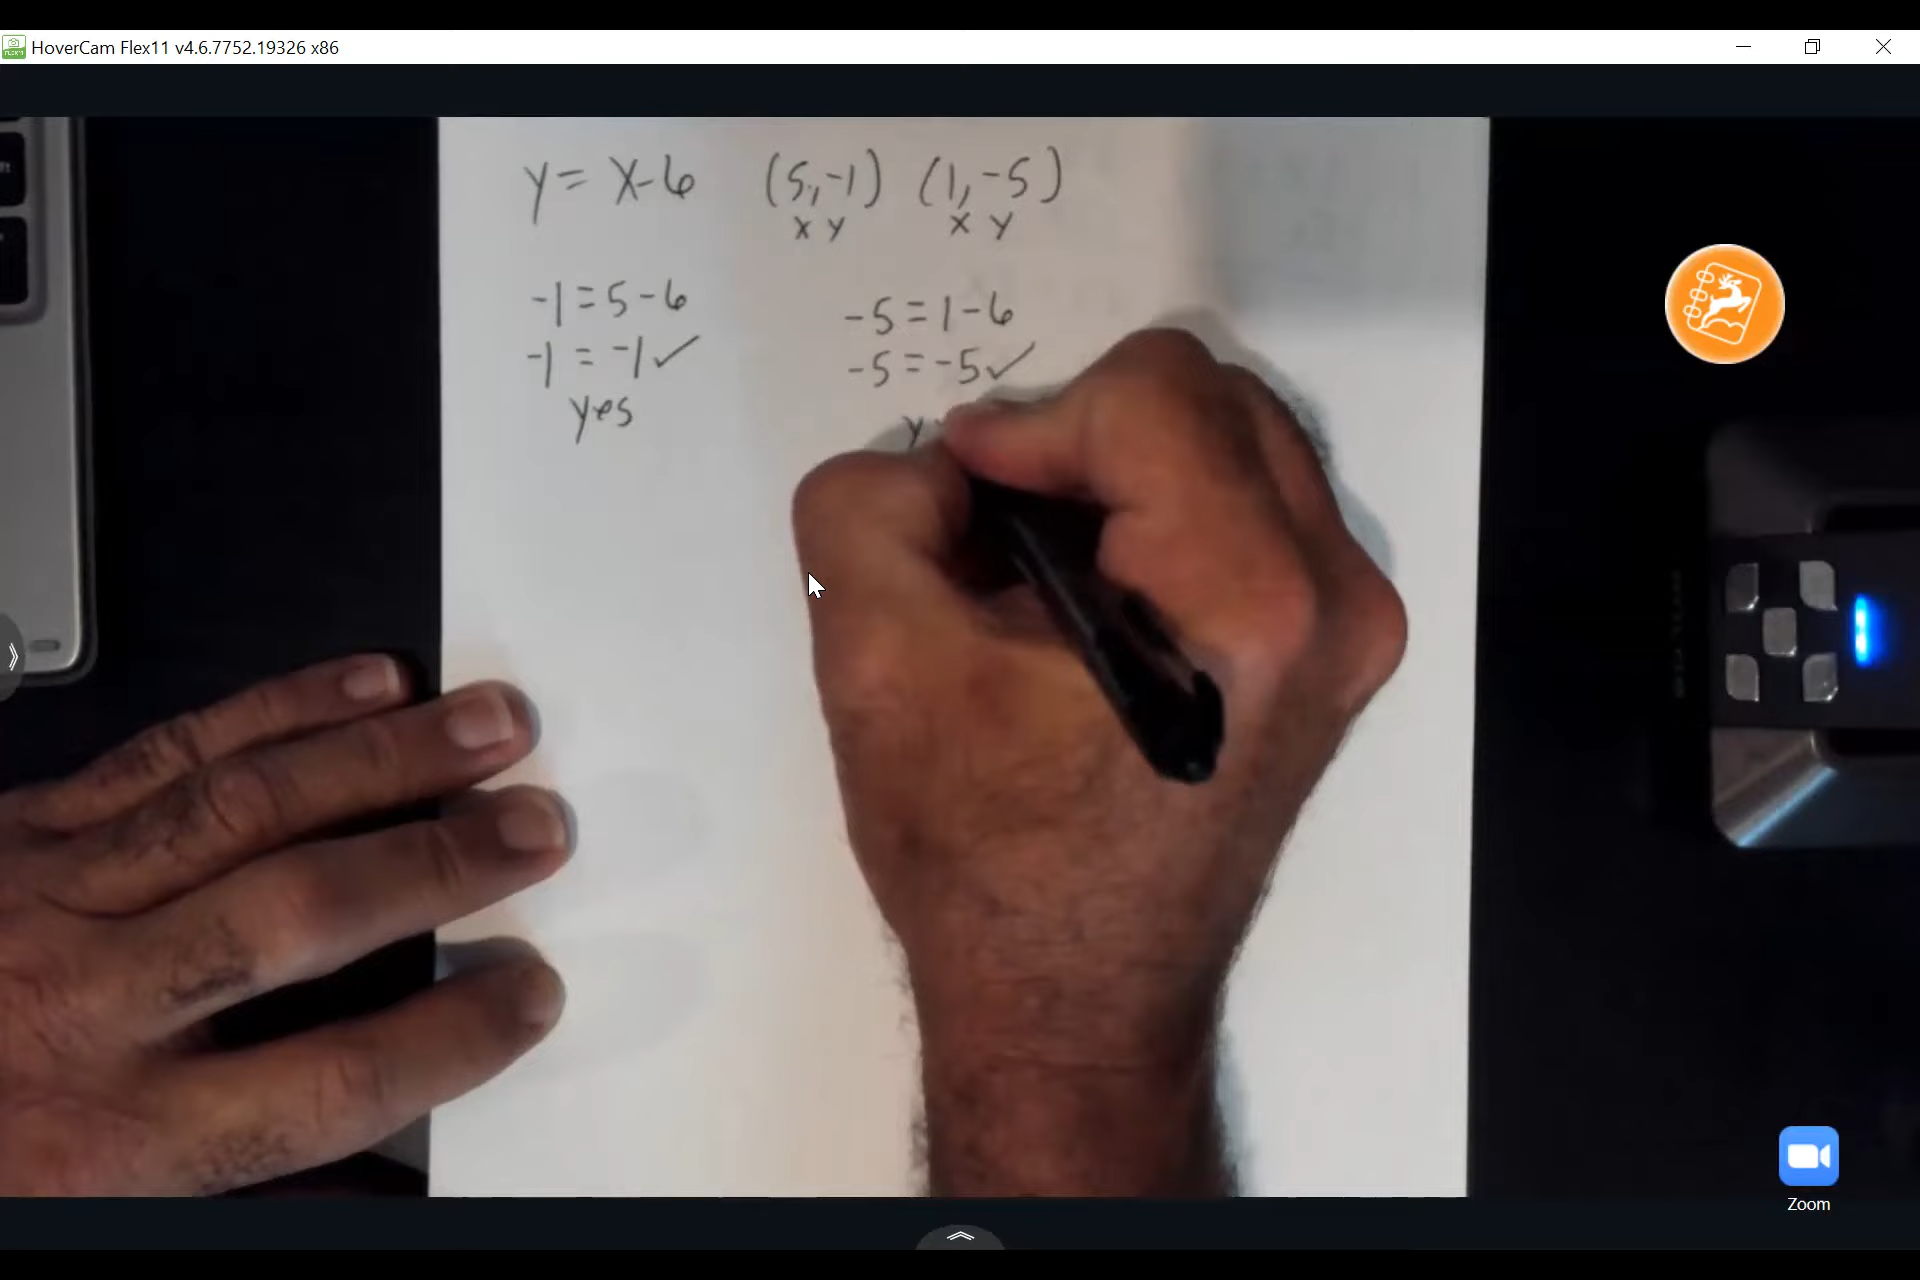 HoverCam Flex11 v4.6.7752.19326 x86
y = x-6 (5,-1) (1,-5)
x y x y
-1 = 5-6
-1 = -1✓
yes
-5 = 1-6
-5 = -5✓
y
Zoom